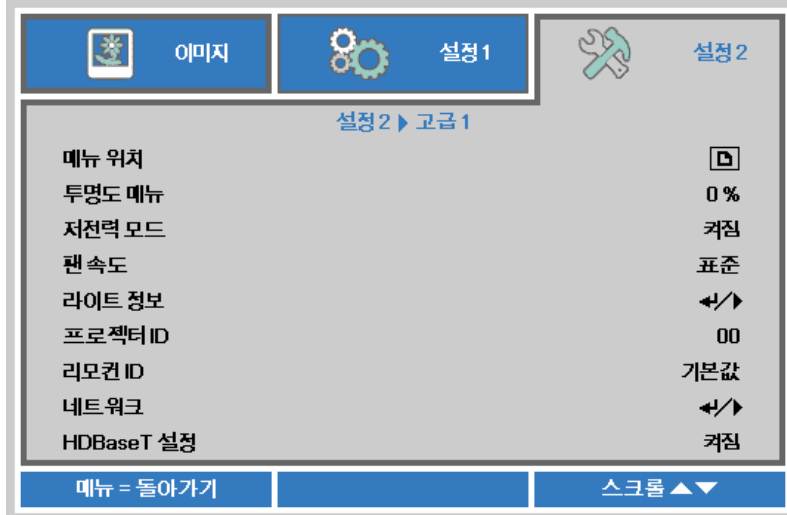 이미지
설정1
설정2
설정2 ▶ 고급1
메뉴 위치
투명도 메뉴 0 %
저전력 모드 켜짐
팬 속도 표준
라이트 정보 ↵/▶
프로젝터 ID 00
리모컨 ID 기본값
네트워크 ↵/▶
HDBaseT 설정 켜짐
메뉴 = 돌아가기 스크롤 ▲▼